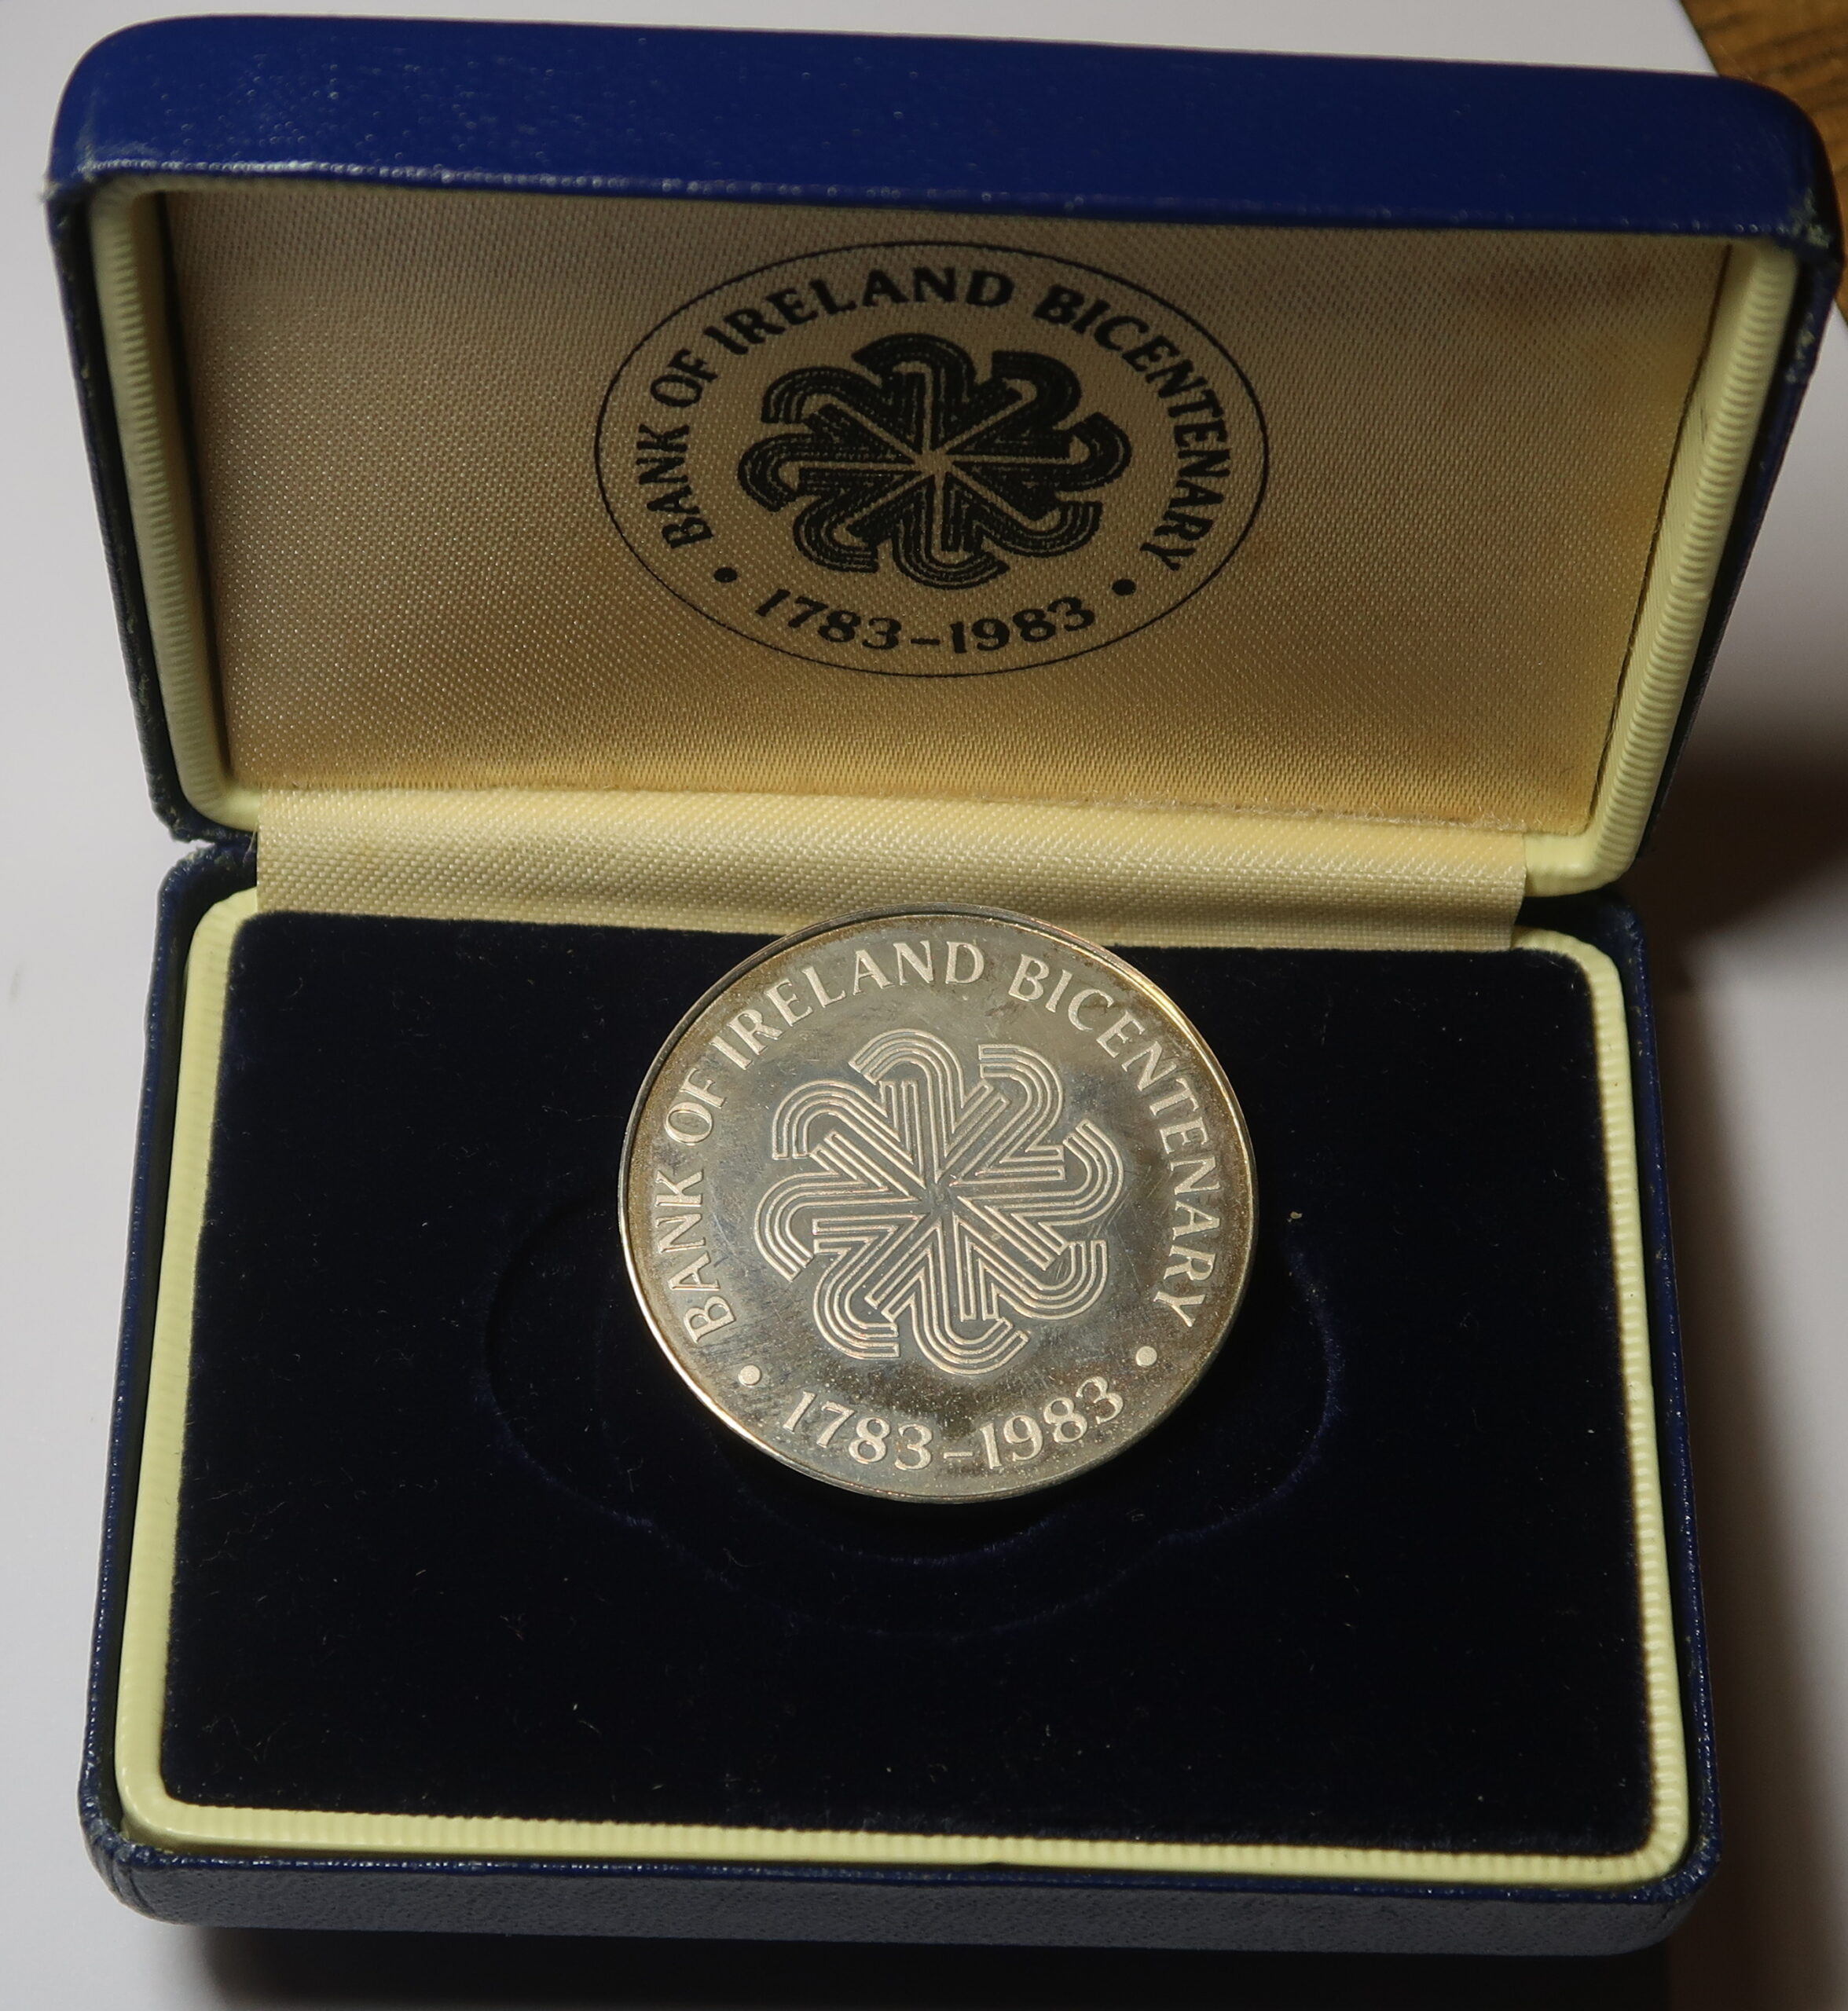 BANK OF IRELAND BICENTENARY
• 1783-1983 •
BANK OF IRELAND BICENTENARY
• 1783-1983 •